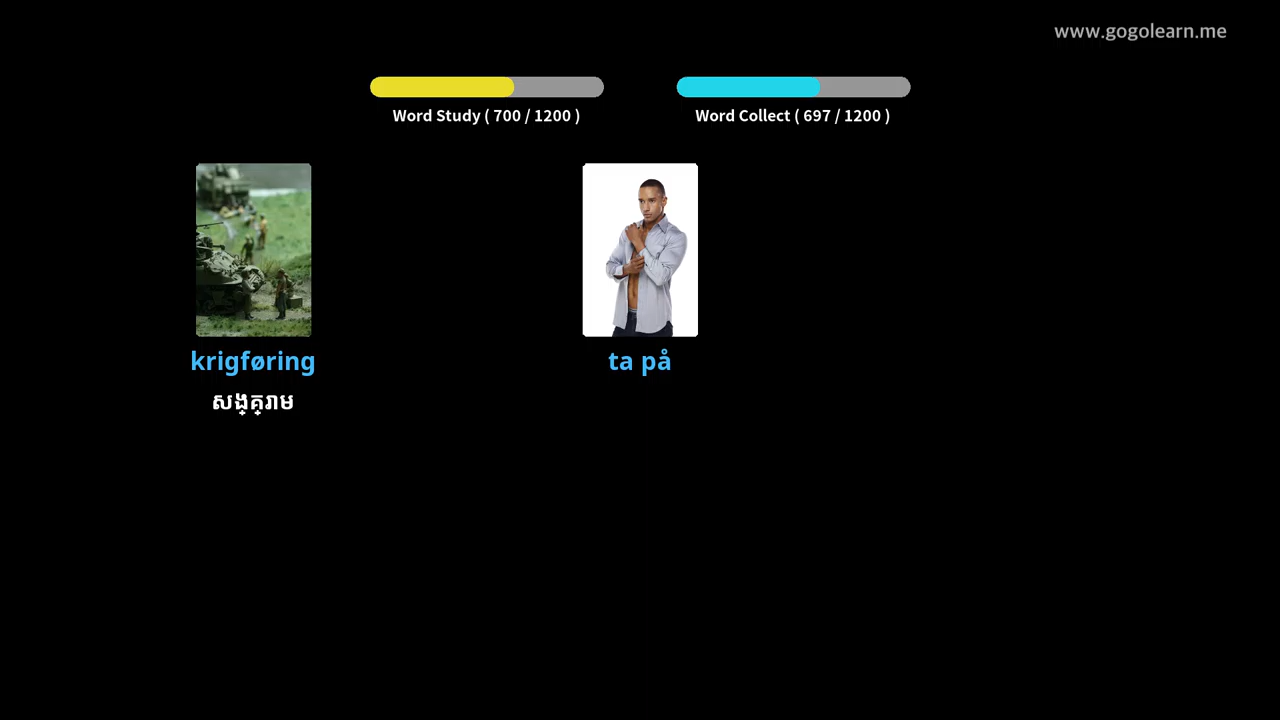 www.gogolearn.me
Word Study ( 700 / 1200 )
Word Collect ( 697 / 1200 )
krigføring
ta på
សង្គ្រាម